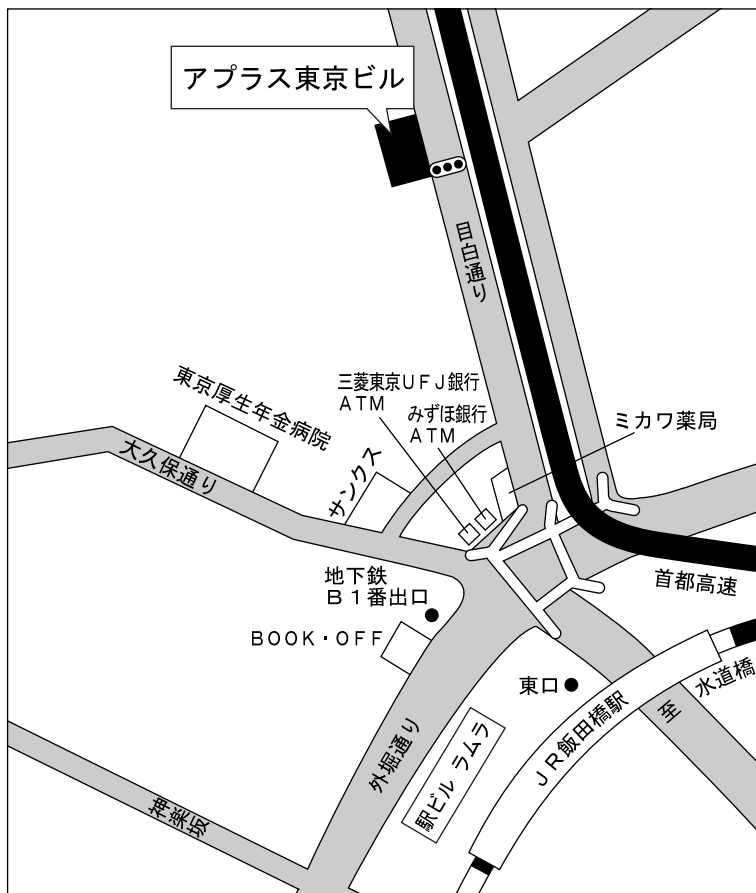 アプラス東京ビル
目白通り
三菱東京UFJ銀行
ATM
みずほ銀行
ATM
ミカワ薬局
東京厚生年金病院
大久保通り
サンクス
地下鉄
B1番出口
BOOK・OFF
首都高速
東口
水道橋
至
JR飯田橋駅
外堀通り
駅ビル ラムラ
神楽坂